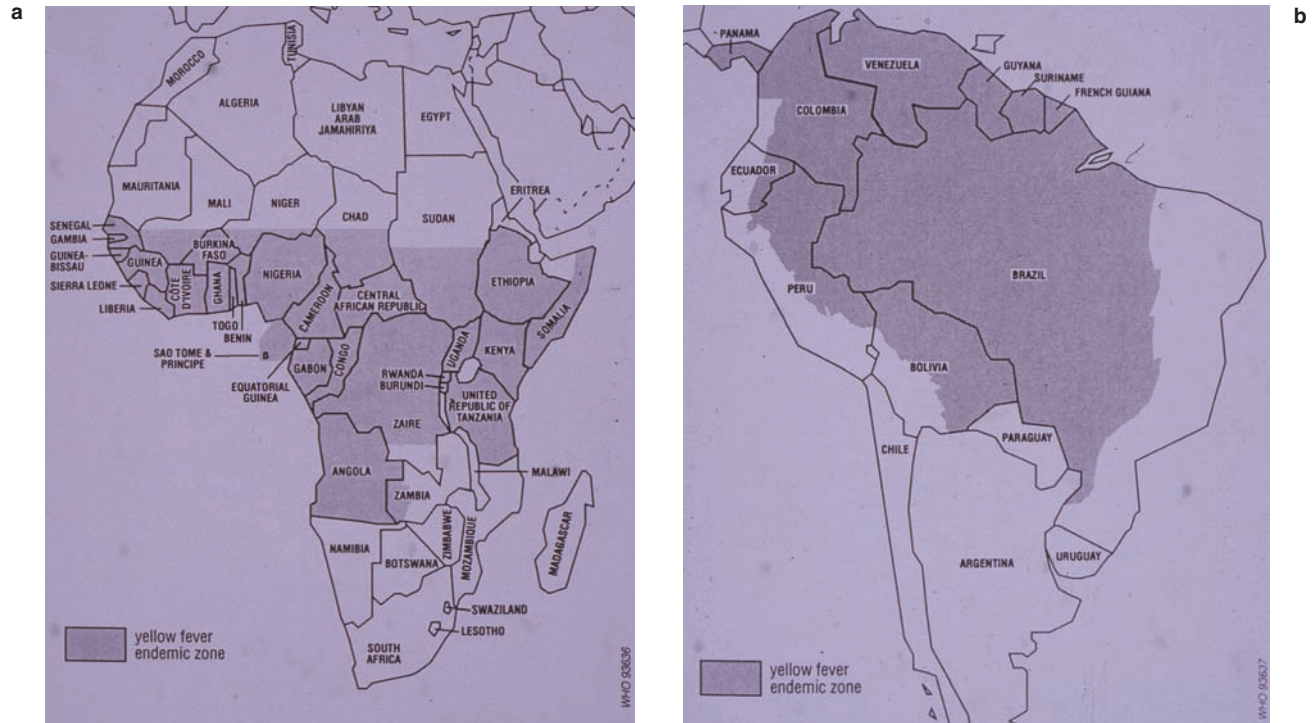 a
TUNISIA
MOROCCO
ALGERIA
LIBYAN
ARAB
JAMAHIRIYA
EGYPT
MAURITANIA
MALI
NIGER
CHAD
SUDAN
ERITREA
SENEGAL
GAMBIA
GUINEA-
BISSAU
GUINEA
SIERRA LEONE
LIBERIA
CÔTE
D'IVOIRE
BURKINA
FASO
GHANA
TOGO
BENIN
NIGERIA
CAMEROON
CENTRAL
AFRICAN REPUBLIC
ETHIOPIA
SOMALIA
SAO TOME &
PRINCIPE
EQUATORIAL
GUINEA
GABON
CONGO
UGANDA
KENYA
RWANDA
BURUNDI
UNITED
REPUBLIC OF
TANZANIA
ZAIRE
ANGOLA
ZAMBIA
MALAWI
NAMIBIA
BOTSWANA
ZIMBABWE
MOZAMBIQUE
MADAGASCAR
SWAZILAND
LESOTHO
SOUTH
AFRICA
yellow fever
endemic zone
WHO 93636
b
PANAMA
VENEZUELA
GUYANA
SURINAME
FRENCH GUIANA
COLOMBIA
ECUADOR
PERU
BRAZIL
BOLIVIA
PARAGUAY
CHILE
ARGENTINA
URUGUAY
yellow fever
endemic zone
WHO 93637